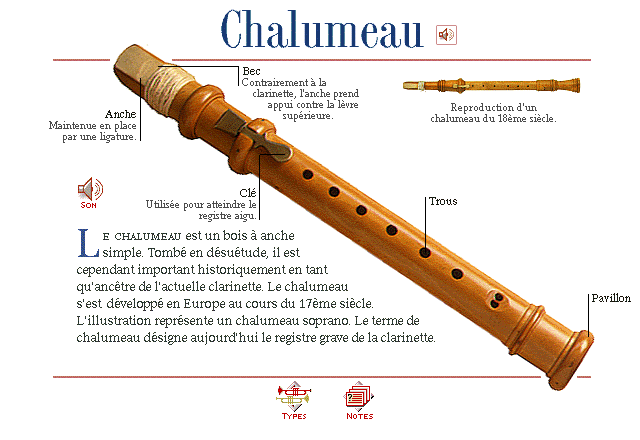 Chalumeau
Bec
Contrairement à la
clarinette, l'anche prend
appui contre la lèvre
supérieure.
Anche
Maintenue en place
par une ligature.
Reproduction d'un
chalumeau du 18ème siècle.
Clé
Utilisée pour atteindre le
registre aigu.
Son
Trous
Pavillon
LE CHALUMEAU est un bois à anche
simple. Tombé en désuétude, il est
cependant important historiquement en tant
qu'ancêtre de l'actuelle clarinette. Le chalumeau
s'est développé en Europe au cours du 17ème siècle.
L'illustration représente un chalumeau soprano. Le terme de
chalumeau désigne aujourd'hui le registre grave de la clarinette.
TYPES
NOTES